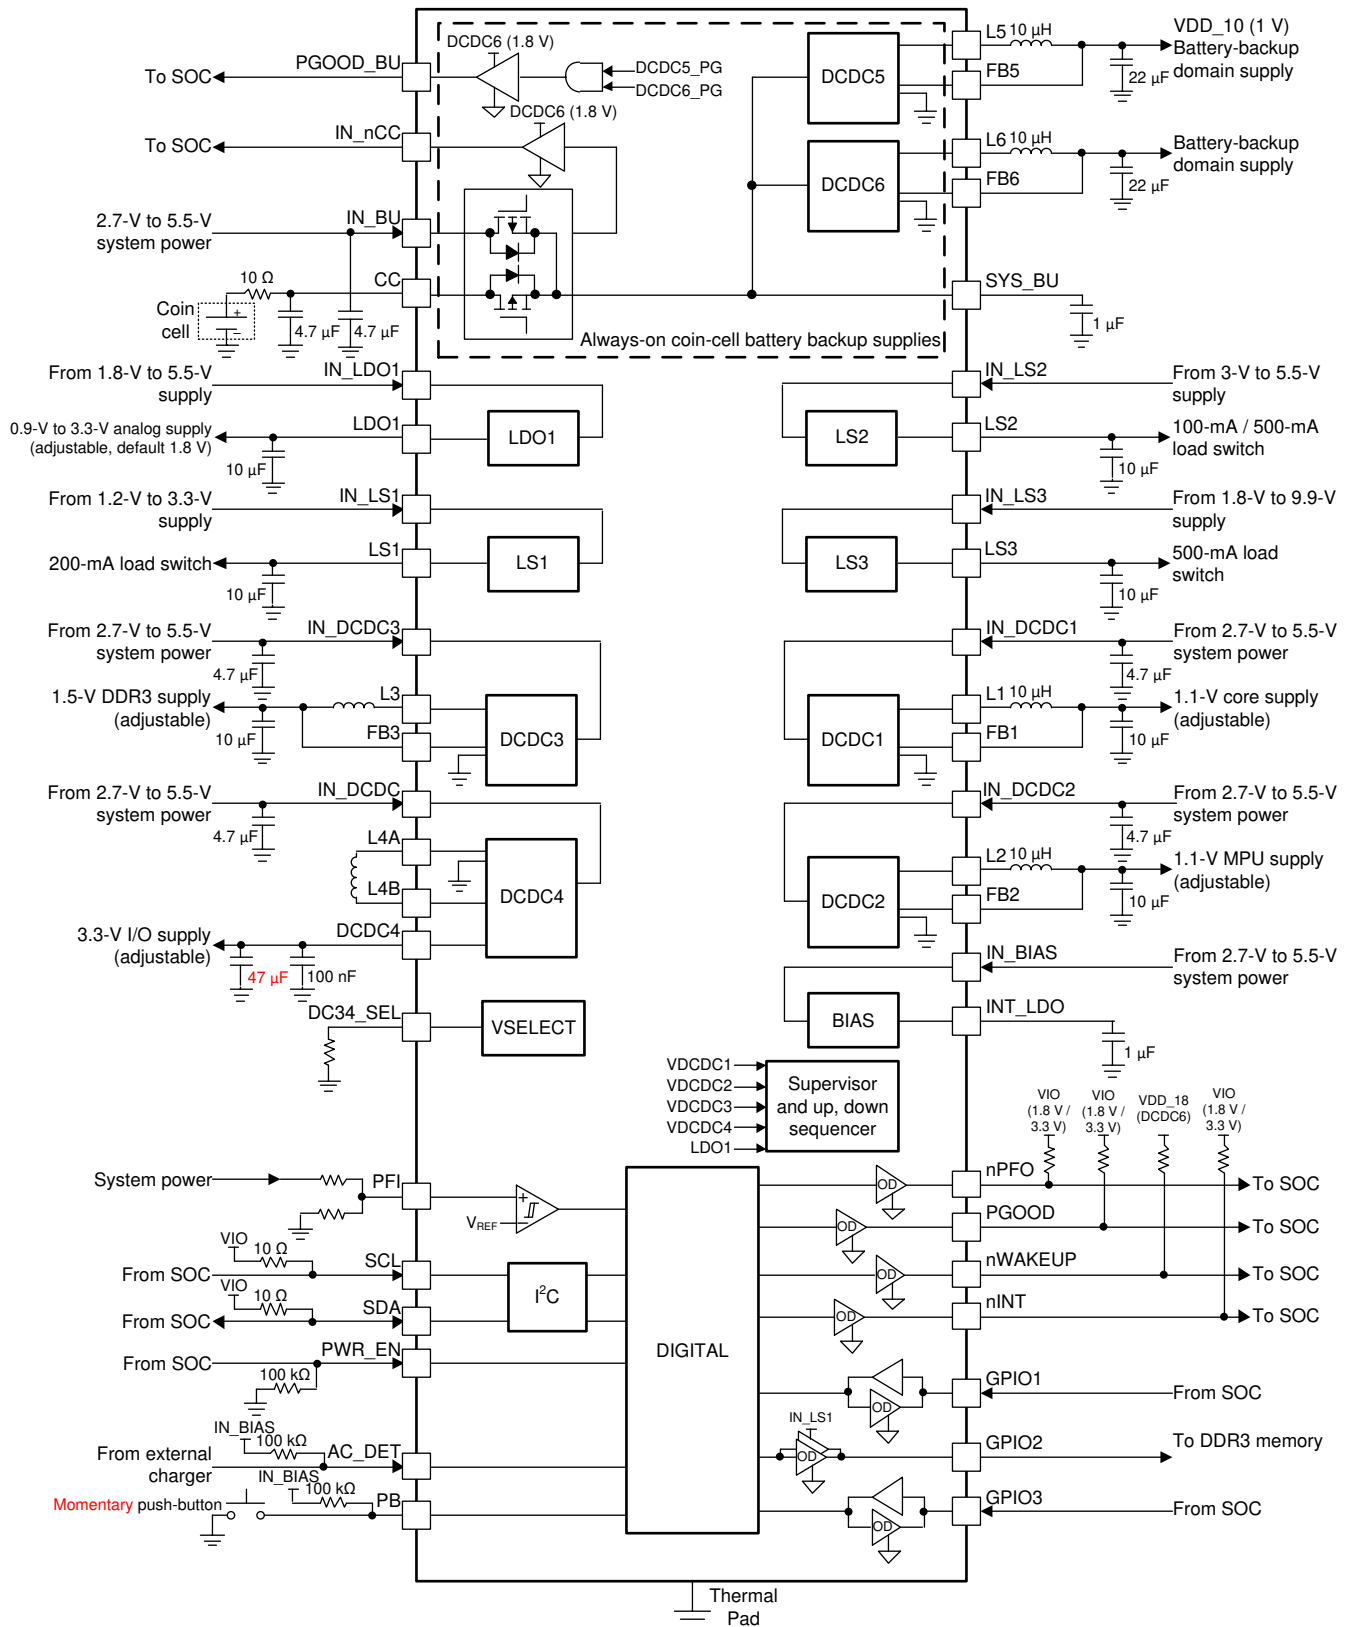 DCDC6 (1.8 V)
PGOOD_BU
To SOC
DCDC5_PG
DCDC6_PG
DCDC6 (1.8 V)
IN_nCC
To SOC
2.7-V to 5.5-V
system power
IN_BU
10 Ω
CC
Coin
cell
+
–
4.7 µF
4.7 µF
Always-on coin-cell battery backup supplies
DCDC5
L5
10 µH
FB5
22 µF
VDD_10 (1 V)
Battery-backup
domain supply
DCDC6
L6
10 µH
FB6
22 µF
Battery-backup
domain supply
SYS_BU
1 µF
From 1.8-V to 5.5-V
supply
IN_LDO1
0.9-V to 3.3-V analog supply
(adjustable, default 1.8 V)
LDO1
LDO1
10 µF
IN_LS2
From 3-V to 5.5-V
supply
LS2
LS2
100-mA / 500-mA
load switch
10 µF
From 1.2-V to 3.3-V
supply
IN_LS1
200-mA load switch
LS1
LS1
10 µF
IN_LS3
From 1.8-V to 9.9-V
supply
LS3
LS3
500-mA load
switch
10 µF
From 2.7-V to 5.5-V
system power
IN_DCDC3
4.7 µF
1.5-V DDR3 supply
(adjustable)
L3
10 µF
FB3
DCDC3
IN_DCDC1
From 2.7-V to 5.5-V
system power
4.7 µF
L1
10 µH
1.1-V core supply
(adjustable)
DCDC1
FB1
10 µF
From 2.7-V to 5.5-V
system power
IN_DCDC
4.7 µF
L4A
L4B
DCDC4
3.3-V I/O supply
(adjustable)
DCDC4
47 µF
100 nF
IN_DCDC2
From 2.7-V to 5.5-V
system power
4.7 µF
L2
10 µH
1.1-V MPU supply
(adjustable)
DCDC2
FB2
10 µF
IN_BIAS
From 2.7-V to 5.5-V
system power
DC34_SEL
VSELECT
BIAS
INT_LDO
1 µF
VDCDC1
VDCDC2
VDCDC3
VDCDC4
LDO1
Supervisor
and up, down
sequencer
VIO
(1.8 V /
3.3 V)
VIO
(1.8 V /
3.3 V)
VDD_18
(DCDC6)
VIO
(1.8 V /
3.3 V)
System power
PFI
+
–
VREF
OD
nPFO
To SOC
OD
PGOOD
To SOC
VIO
10 Ω
SCL
From SOC
VIO
10 Ω
SDA
From SOC
I2C
OD
nWAKEUP
To SOC
OD
nINT
To SOC
DIGITAL
From SOC
PWR_EN
100 kΩ
OD
GPIO1
From SOC
IN_BIAS
100 kΩ
From external
charger
AC_DET
IN_LS1
OD
GPIO2
To DDR3 memory
IN_BIAS
100 kΩ
Momentary push-button
PB
OD
GPIO3
From SOC
Thermal
Pad